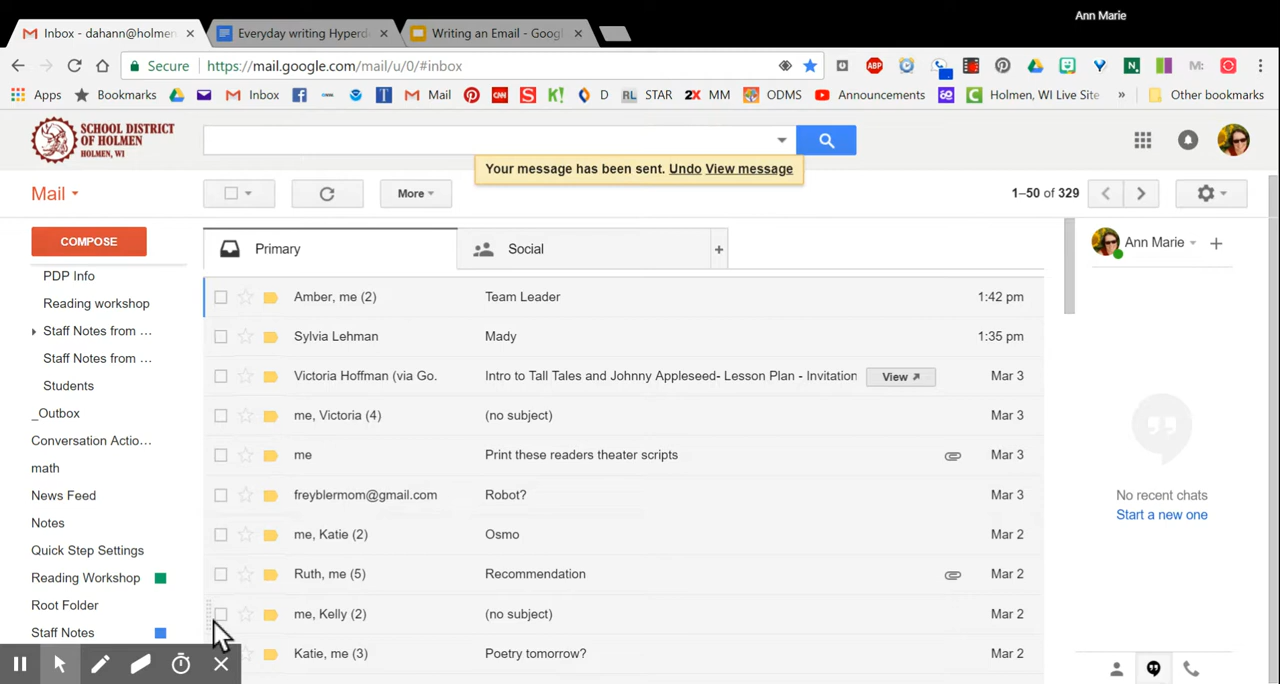 Ann Marie
Inbox - dahann@holmen
Everyday writing Hyperd
Writing an Email - Goog
Secure
https://mail.google.com/mail/u/0/#inbox
ABP
N.
M:
Apps
Bookmarks
Inbox
Mail
CNN
S
K!
D
RL
STAR
2X
MM
ODMS
Announcements
Holmen, WI Live Site
»
Other bookmarks
SCHOOL DISTRICT
OF HOLMEN
HOLMEN, WI
Your message has been sent. Undo View message
Mail
More
1–50 of 329
COMPOSE
Primary
Social
+
Ann Marie
PDP Info
Reading workshop
Staff Notes from ...
Staff Notes from ...
Students
_Outbox
Conversation Actio...
math
News Feed
Notes
Quick Step Settings
Reading Workshop
Root Folder
Staff Notes
Amber, me (2) Team Leader 1:42 pm
Sylvia Lehman Mady 1:35 pm
Victoria Hoffman (via Go. Intro to Tall Tales and Johnny Appleseed- Lesson Plan - Invitation View Mar 3
me, Victoria (4) (no subject) Mar 3
me Print these readers theater scripts Mar 3
freyblermom@gmail.com Robot? Mar 3
me, Katie (2) Osmo Mar 2
Ruth, me (5) Recommendation Mar 2
me, Kelly (2) (no subject) Mar 2
Katie, me (3) Poetry tomorrow? Mar 2
No recent chats
Start a new one